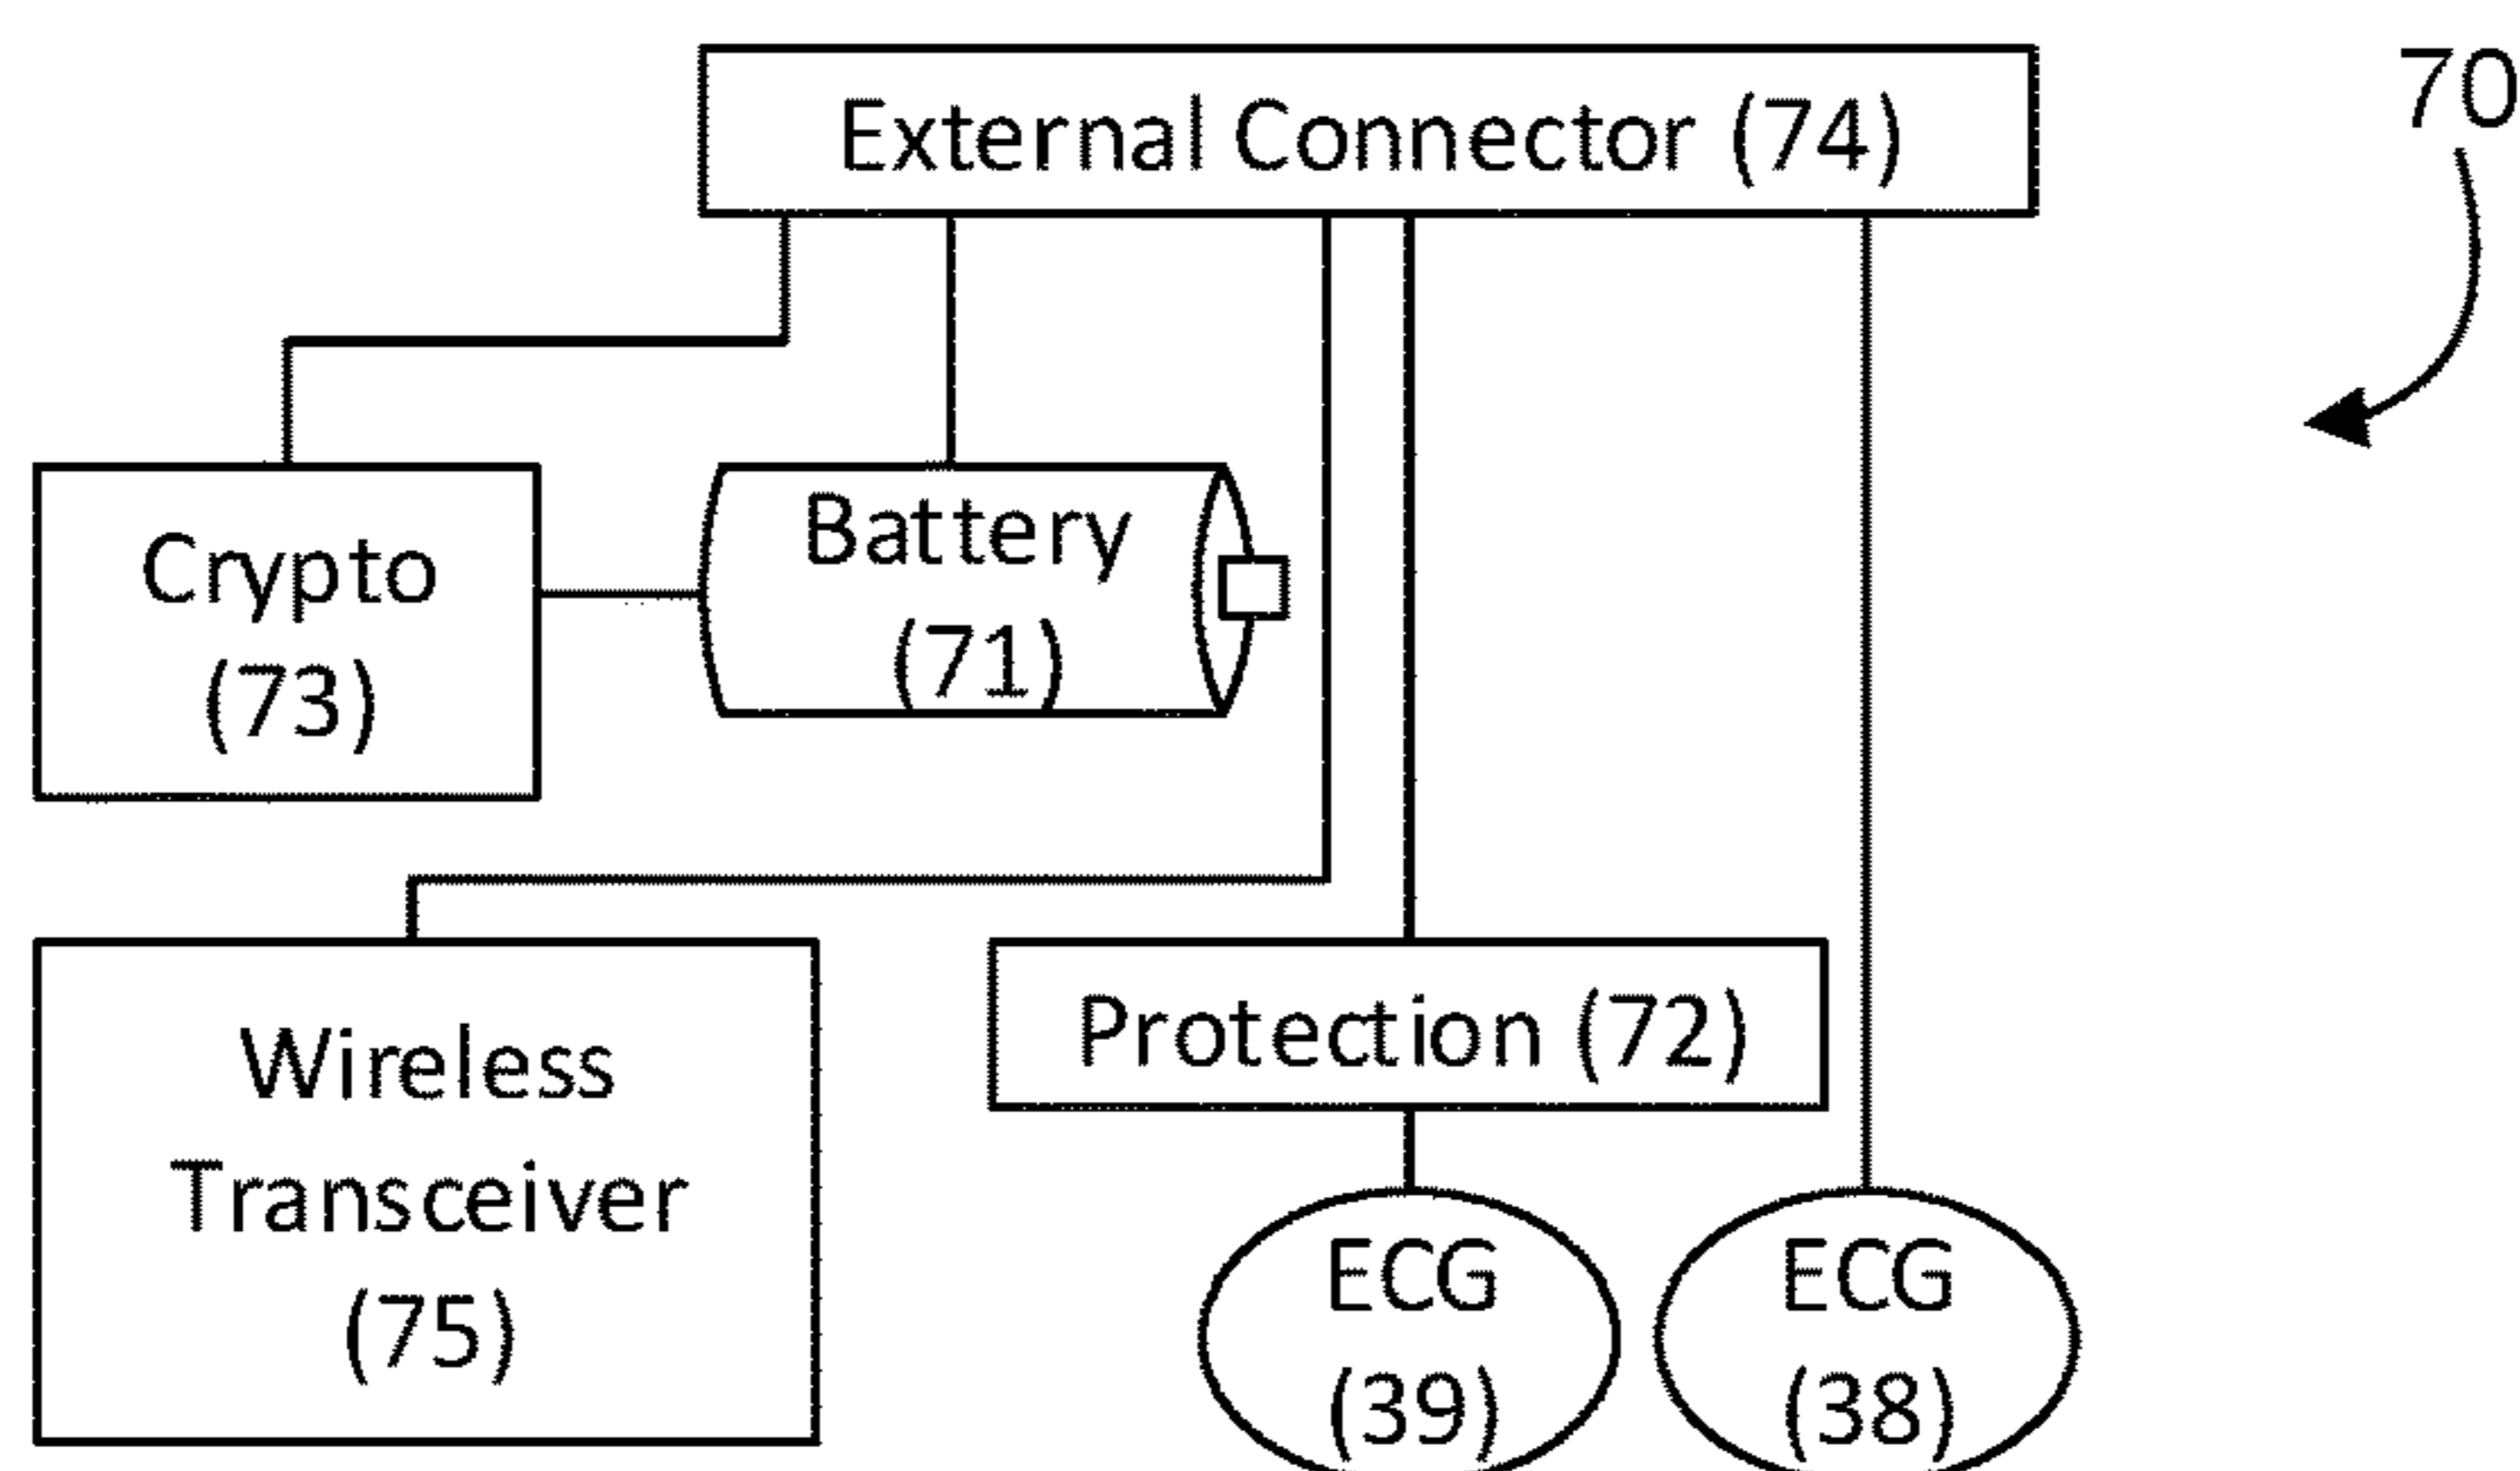 70
External Connector (74)
Crypto
(73)
Battery
(71)
Wireless
Transceiver
(75)
Protection (72)
ECG
(39)
ECG
(38)